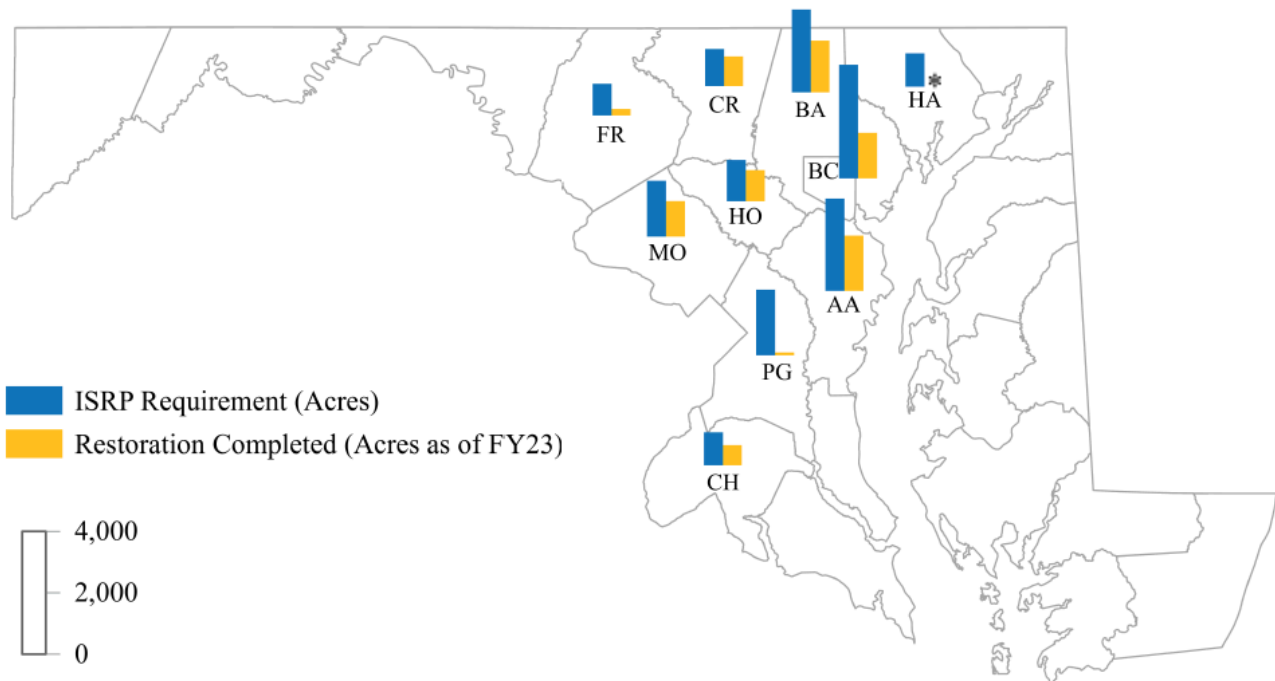 CR
BA
HA
*
FR
BC
HO
MO
AA
PG
ISRP Requirement (Acres)
Restoration Completed (Acres as of FY23)
CH
4,000
2,000
0